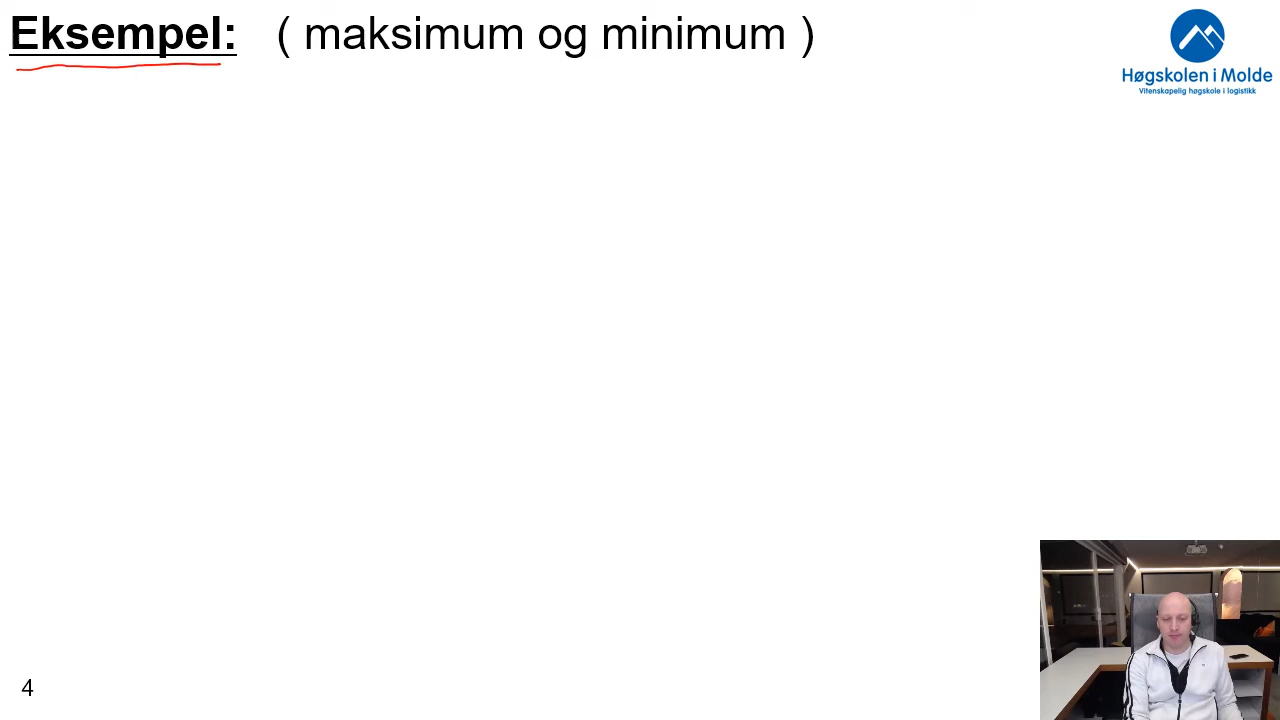 Eksempel: ( maksimum og minimum )
Høgskolen i Molde
Vitenskapelig høgskole i logistikk
4